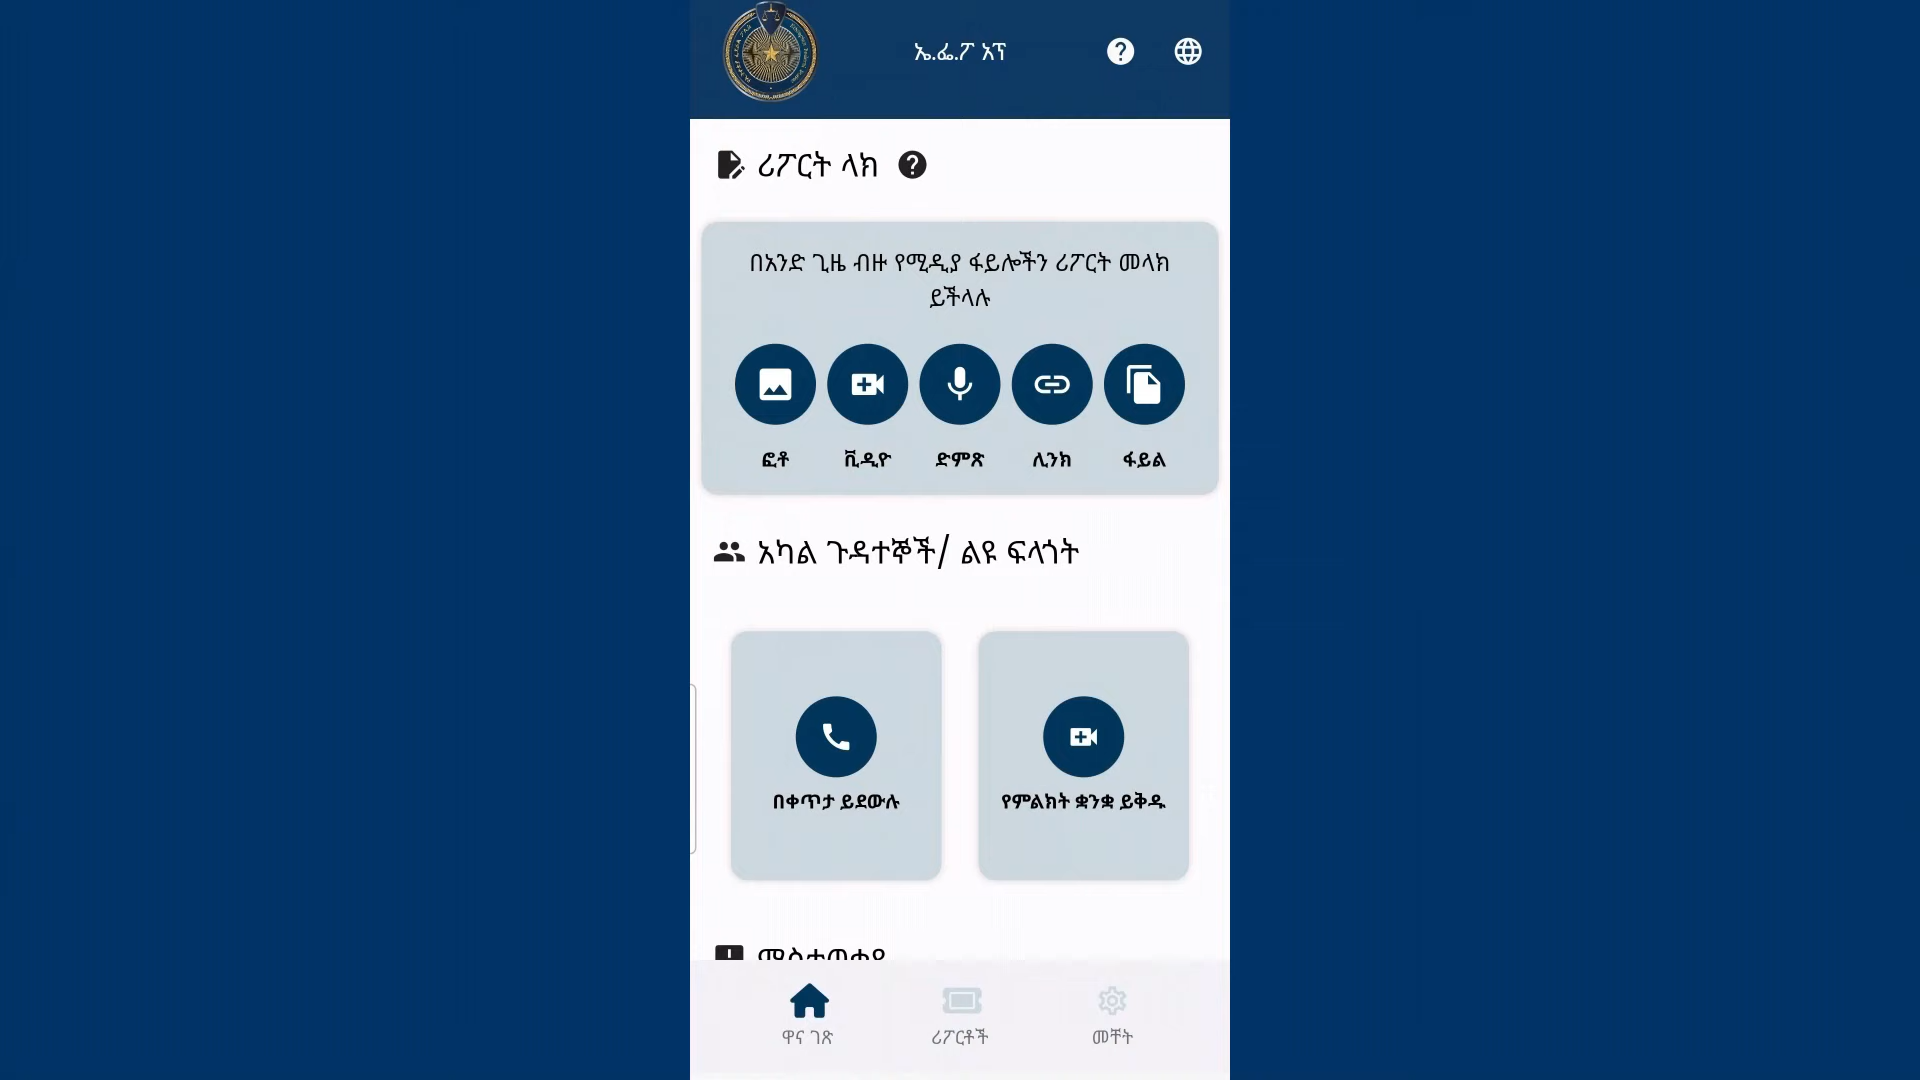 ኤ.ፌ.ፖ አፕ
ሪፖርት ላክ
በአንድ ጊዜ ብዙ የሚዲያ ፋይሎችን ሪፖርት መላክ
ይችላሉ
ፎቶ ቪዲዮ ድምጽ ሊንክ ፋይል
አካል ጉዳተኞች/ ልዩ ፍላጎት
በቀጥታ ይደውሉ የምልክት ቋንቋ ይቅዱ
ዋና ገጽ ሪፖርቶች መቸት